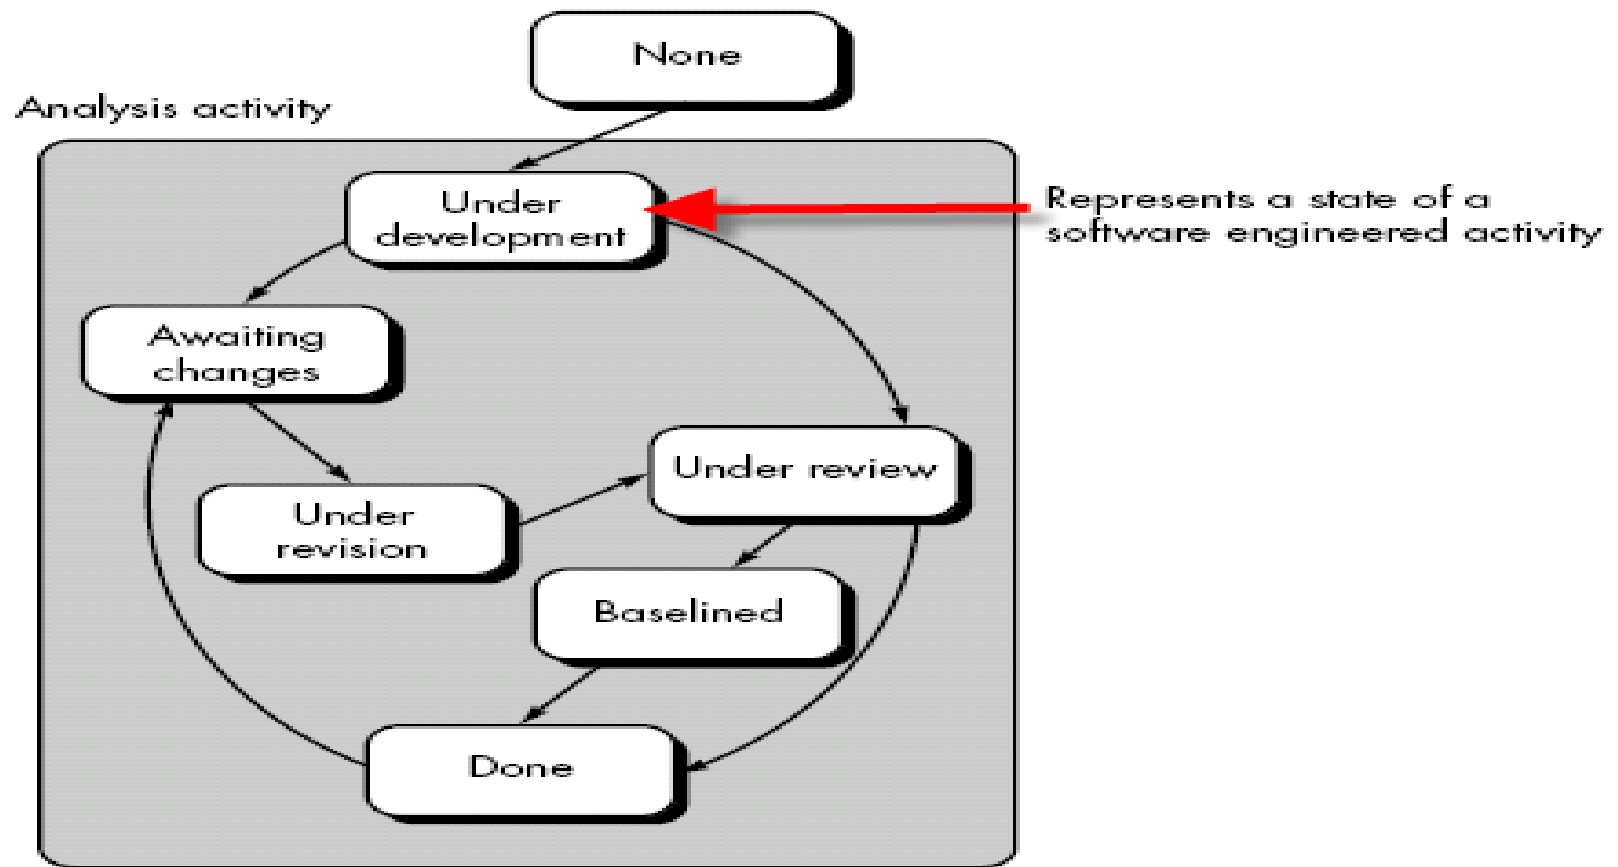 None
Analysis activity
Under
development
Represents a state of a
software engineered activity
Awaiting
changes
Under review
Under
revision
Baselined
Done